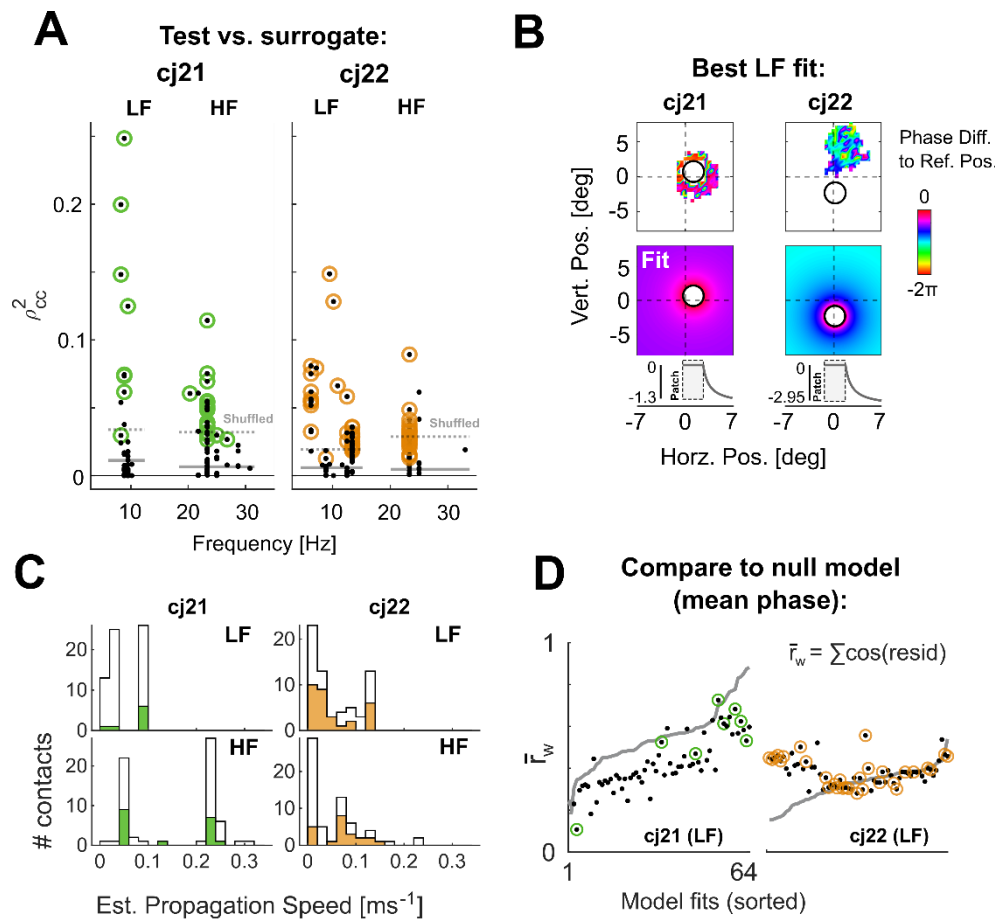 A
Test vs. surrogate:
cj21
cj22
LF
HF
LF
HF
0.2
0.1
0
ρ²cc
Shuffled
Shuffled
10
20
30
10
20
30
Frequency [Hz]
B
Best LF fit:
cj21
cj22
5
0
-5
Phase Diff.
to Ref. Pos.
0
-2π
Fit
5
0
-5
Vert. Pos. [deg]
0
-1.3
Patch
0
-2.95
Patch
-7
0
7
-7
0
7
Horz. Pos. [deg]
C
cj21
cj22
LF
LF
20
10
0
20
10
0
HF
HF
20
10
0
20
10
0
# contacts
0.0
0.1
0.2
0.3
0.0
0.1
0.2
0.3
Est. Propagation Speed [ms-1]
D
Compare to null model
(mean phase):
1
r̄w = ∑cos(resid)
r̄w
0
1
cj21 (LF)
cj22 (LF)
1
64
Model fits (sorted)